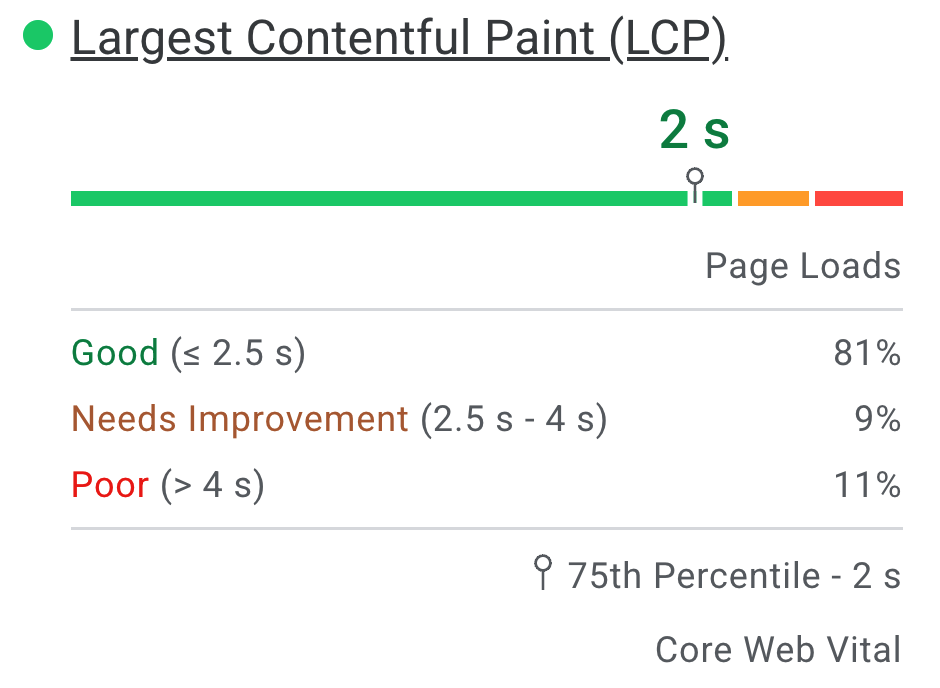 Largest Contentful Paint (LCP)
2 s
Page Loads
Good (≤ 2.5 s) 81%
Needs Improvement (2.5 s - 4 s) 9%
Poor (> 4 s) 11%
75th Percentile - 2 s
Core Web Vital